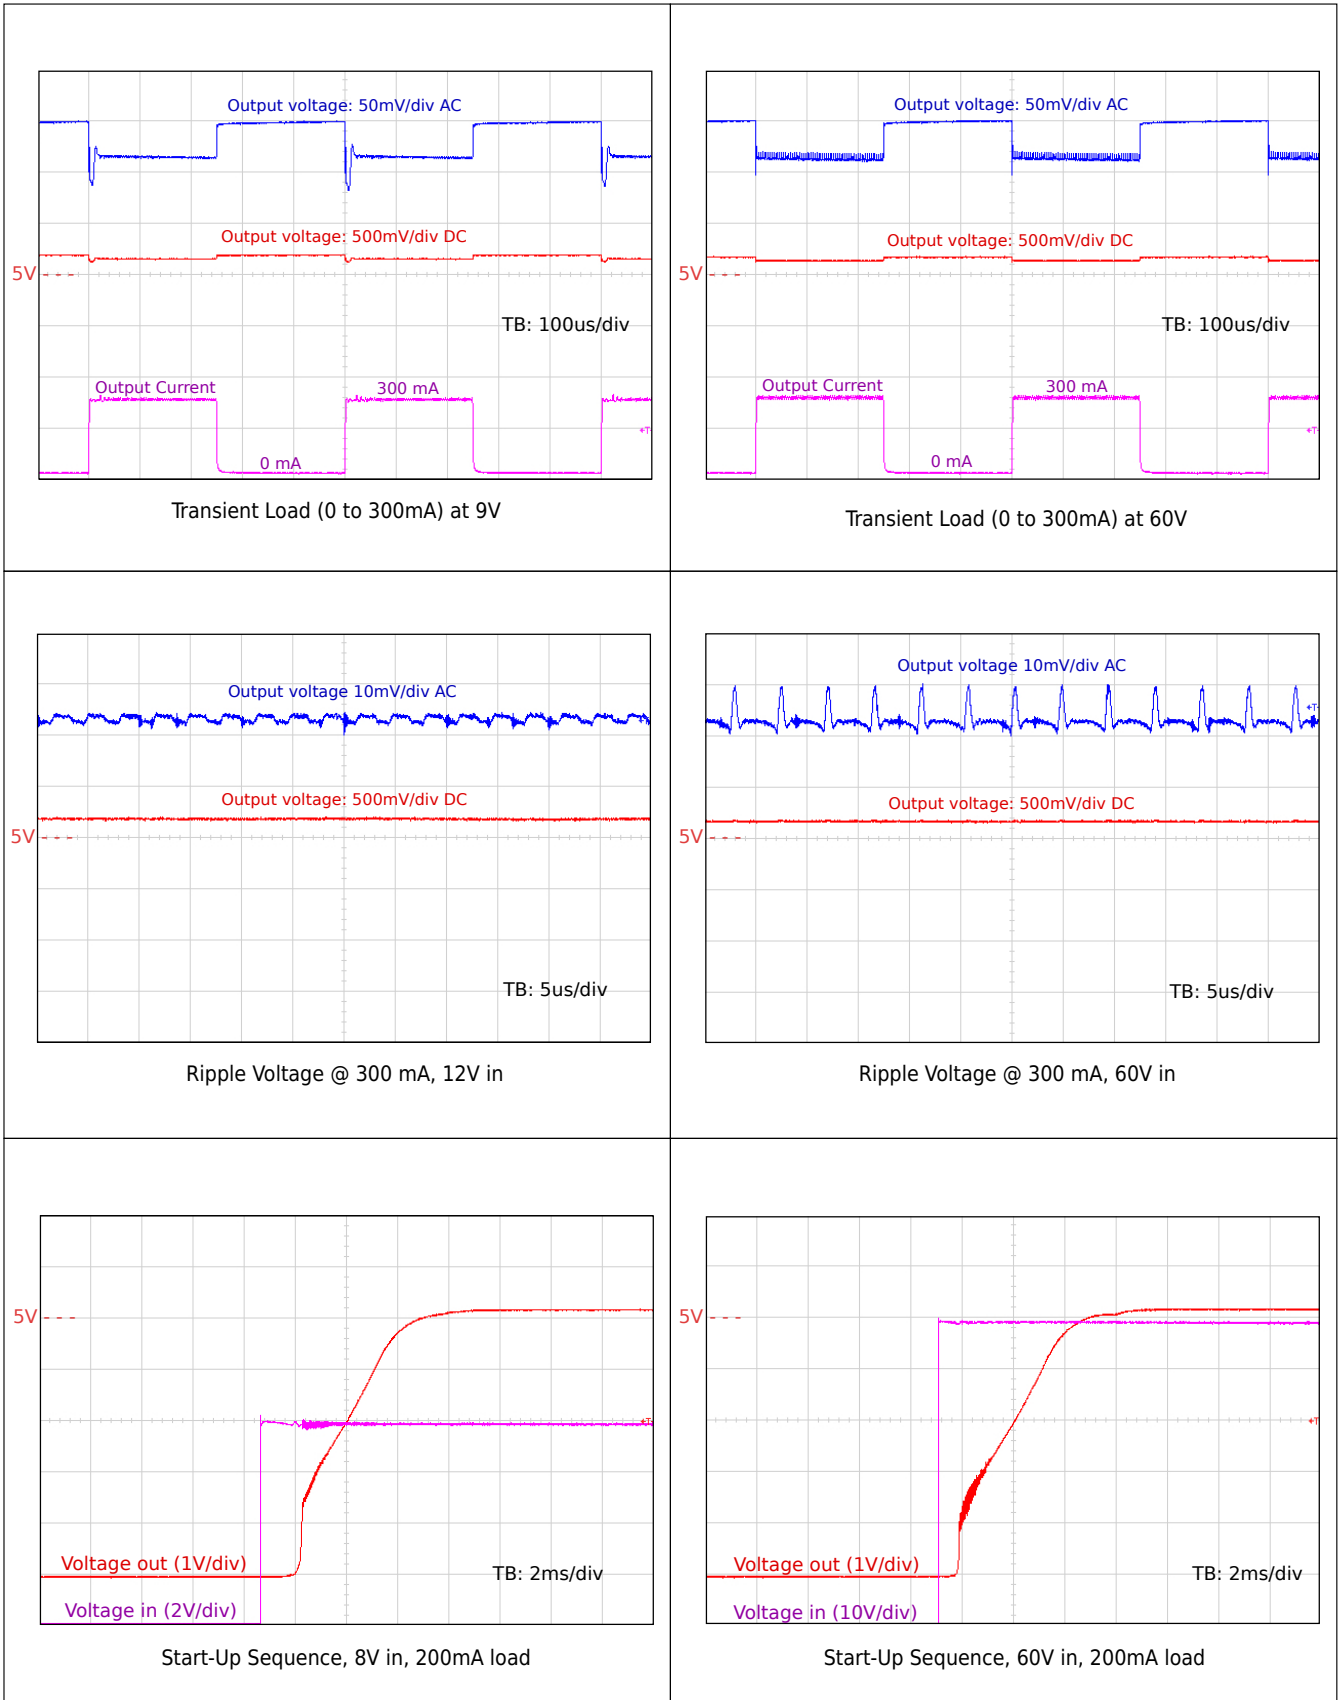 Output voltage: 50mV/div AC
Output voltage: 500mV/div DC
5V
TB: 100us/div
Output Current
300 mA
0 mA
T
Transient Load (0 to 300mA) at 9V
Output voltage: 50mV/div AC
Output voltage: 500mV/div DC
5V
TB: 100us/div
Output Current
300 mA
0 mA
T
Transient Load (0 to 300mA) at 60V
Output voltage 10mV/div AC
Output voltage: 500mV/div DC
5V
TB: 5us/div
Ripple Voltage @ 300 mA, 12V in
Output voltage 10mV/div AC
T
Output voltage: 500mV/div DC
5V
TB: 5us/div
Ripple Voltage @ 300 mA, 60V in
5V
T
Voltage out (1V/div)
TB: 2ms/div
Voltage in (2V/div)
Start-Up Sequence, 8V in, 200mA load
5V
T
Voltage out (1V/div)
TB: 2ms/div
Voltage in (10V/div)
Start-Up Sequence, 60V in, 200mA load